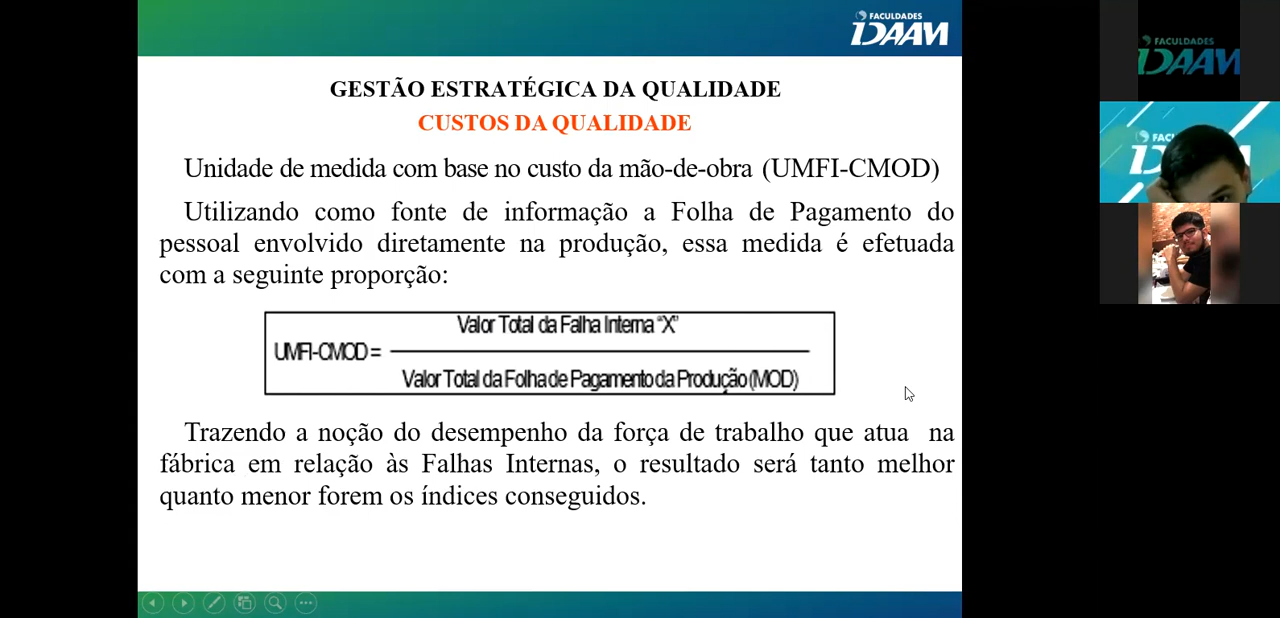 FACULDADES
IDAAM
GESTÃO ESTRATÉGICA DA QUALIDADE
CUSTOS DA QUALIDADE
Unidade de medida com base no custo da mão-de-obra (UMFI-CMOD)
Utilizando como fonte de informação a Folha de Pagamento do
pessoal envolvido diretamente na produção, essa medida é efetuada
com a seguinte proporção:
Valor Total da Falha Interna “X”
UMFI-CMOD =
Valor Total da Folha de Pagamento da Produção (MOD)
Trazendo a noção do desempenho da força de trabalho que atua na
fábrica em relação às Falhas Internas, o resultado será tanto melhor
quanto menor forem os índices conseguidos.
FACULDADES
IDAAM